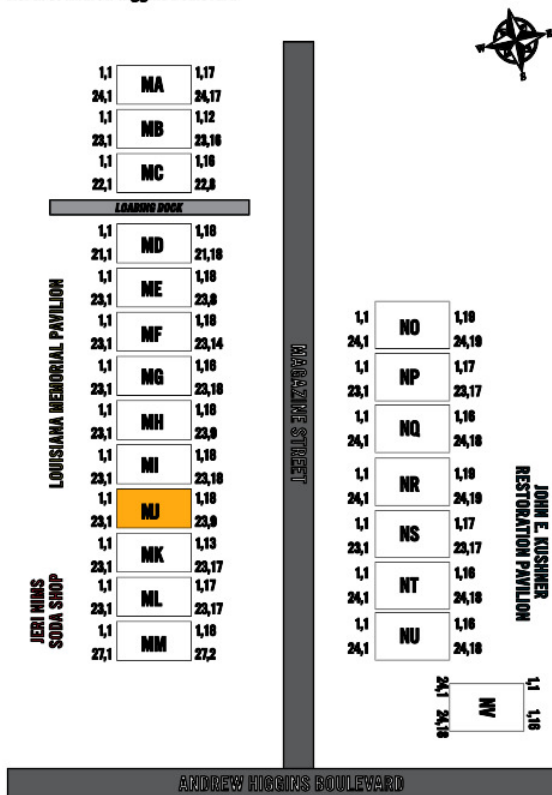 N
W
E
S
1,1 MA 1,17
24,1 24,17
1,1 MB 1,12
23,1 23,16
1,1 MC 1,16
22,1 22,8
LOADING DOCK
1,1 MD 1,18
21,1 21,18
1,1 ME 1,18
23,1 23,8
1,1 MF 1,18
23,1 23,14
1,1 MG 1,16
23,1 23,18
1,1 MH 1,18
23,1 23,9
1,1 MI 1,18
23,1 23,18
1,1 MJ 1,18
23,1 23,9
1,1 MK 1,13
23,1 23,17
1,1 ML 1,17
23,1 23,17
1,1 MM 1,18
27,1 27,2
LOUISIANA MEMORIAL PAVILION
JERI NIMS
SODA SHOP
MAGAZINE STREET
1,1 NO 1,19
24,1 24,19
1,1 NP 1,17
23,1 23,17
1,1 NQ 1,16
24,1 24,18
1,1 NR 1,19
24,1 24,19
1,1 NS 1,17
23,1 23,17
1,1 NT 1,16
24,1 24,18
1,1 NU 1,16
24,1 24,18
JOHN E. KUSHNER
RESTORATION PAVILION
1,1 NV 1,16
24,1 24,18
ANDREW HIGGINS BOULEVARD